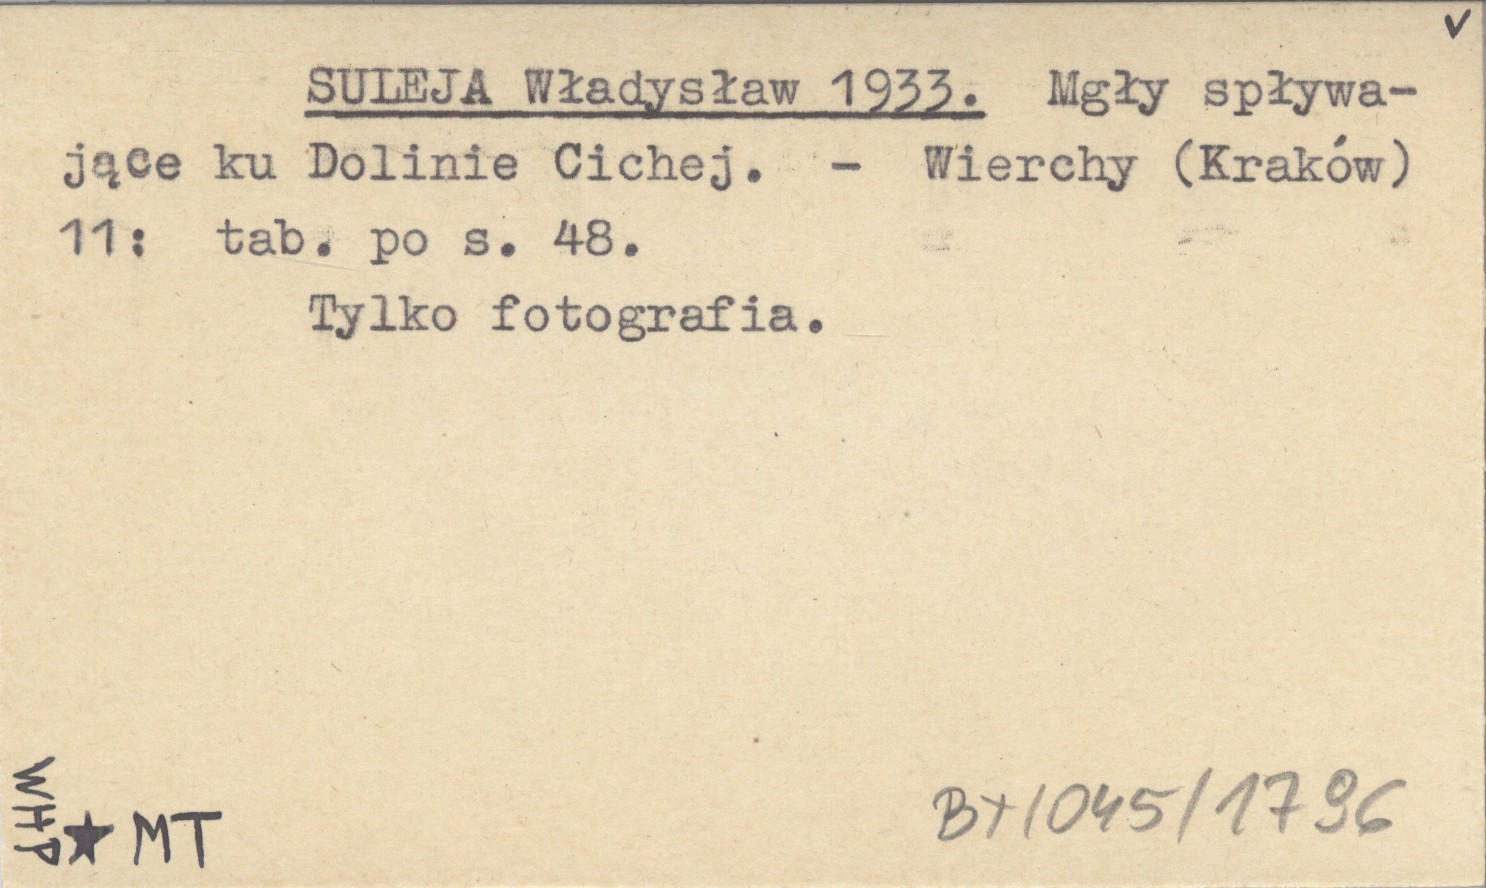 v
SULEJA Władysław 1933. Mgły spływa-
jące ku Dolinie Cichej. - Wierchy (Kraków)
11: tab. po s. 48.
Tylko fotografia.
WHP ★ MT
B+/045/1796